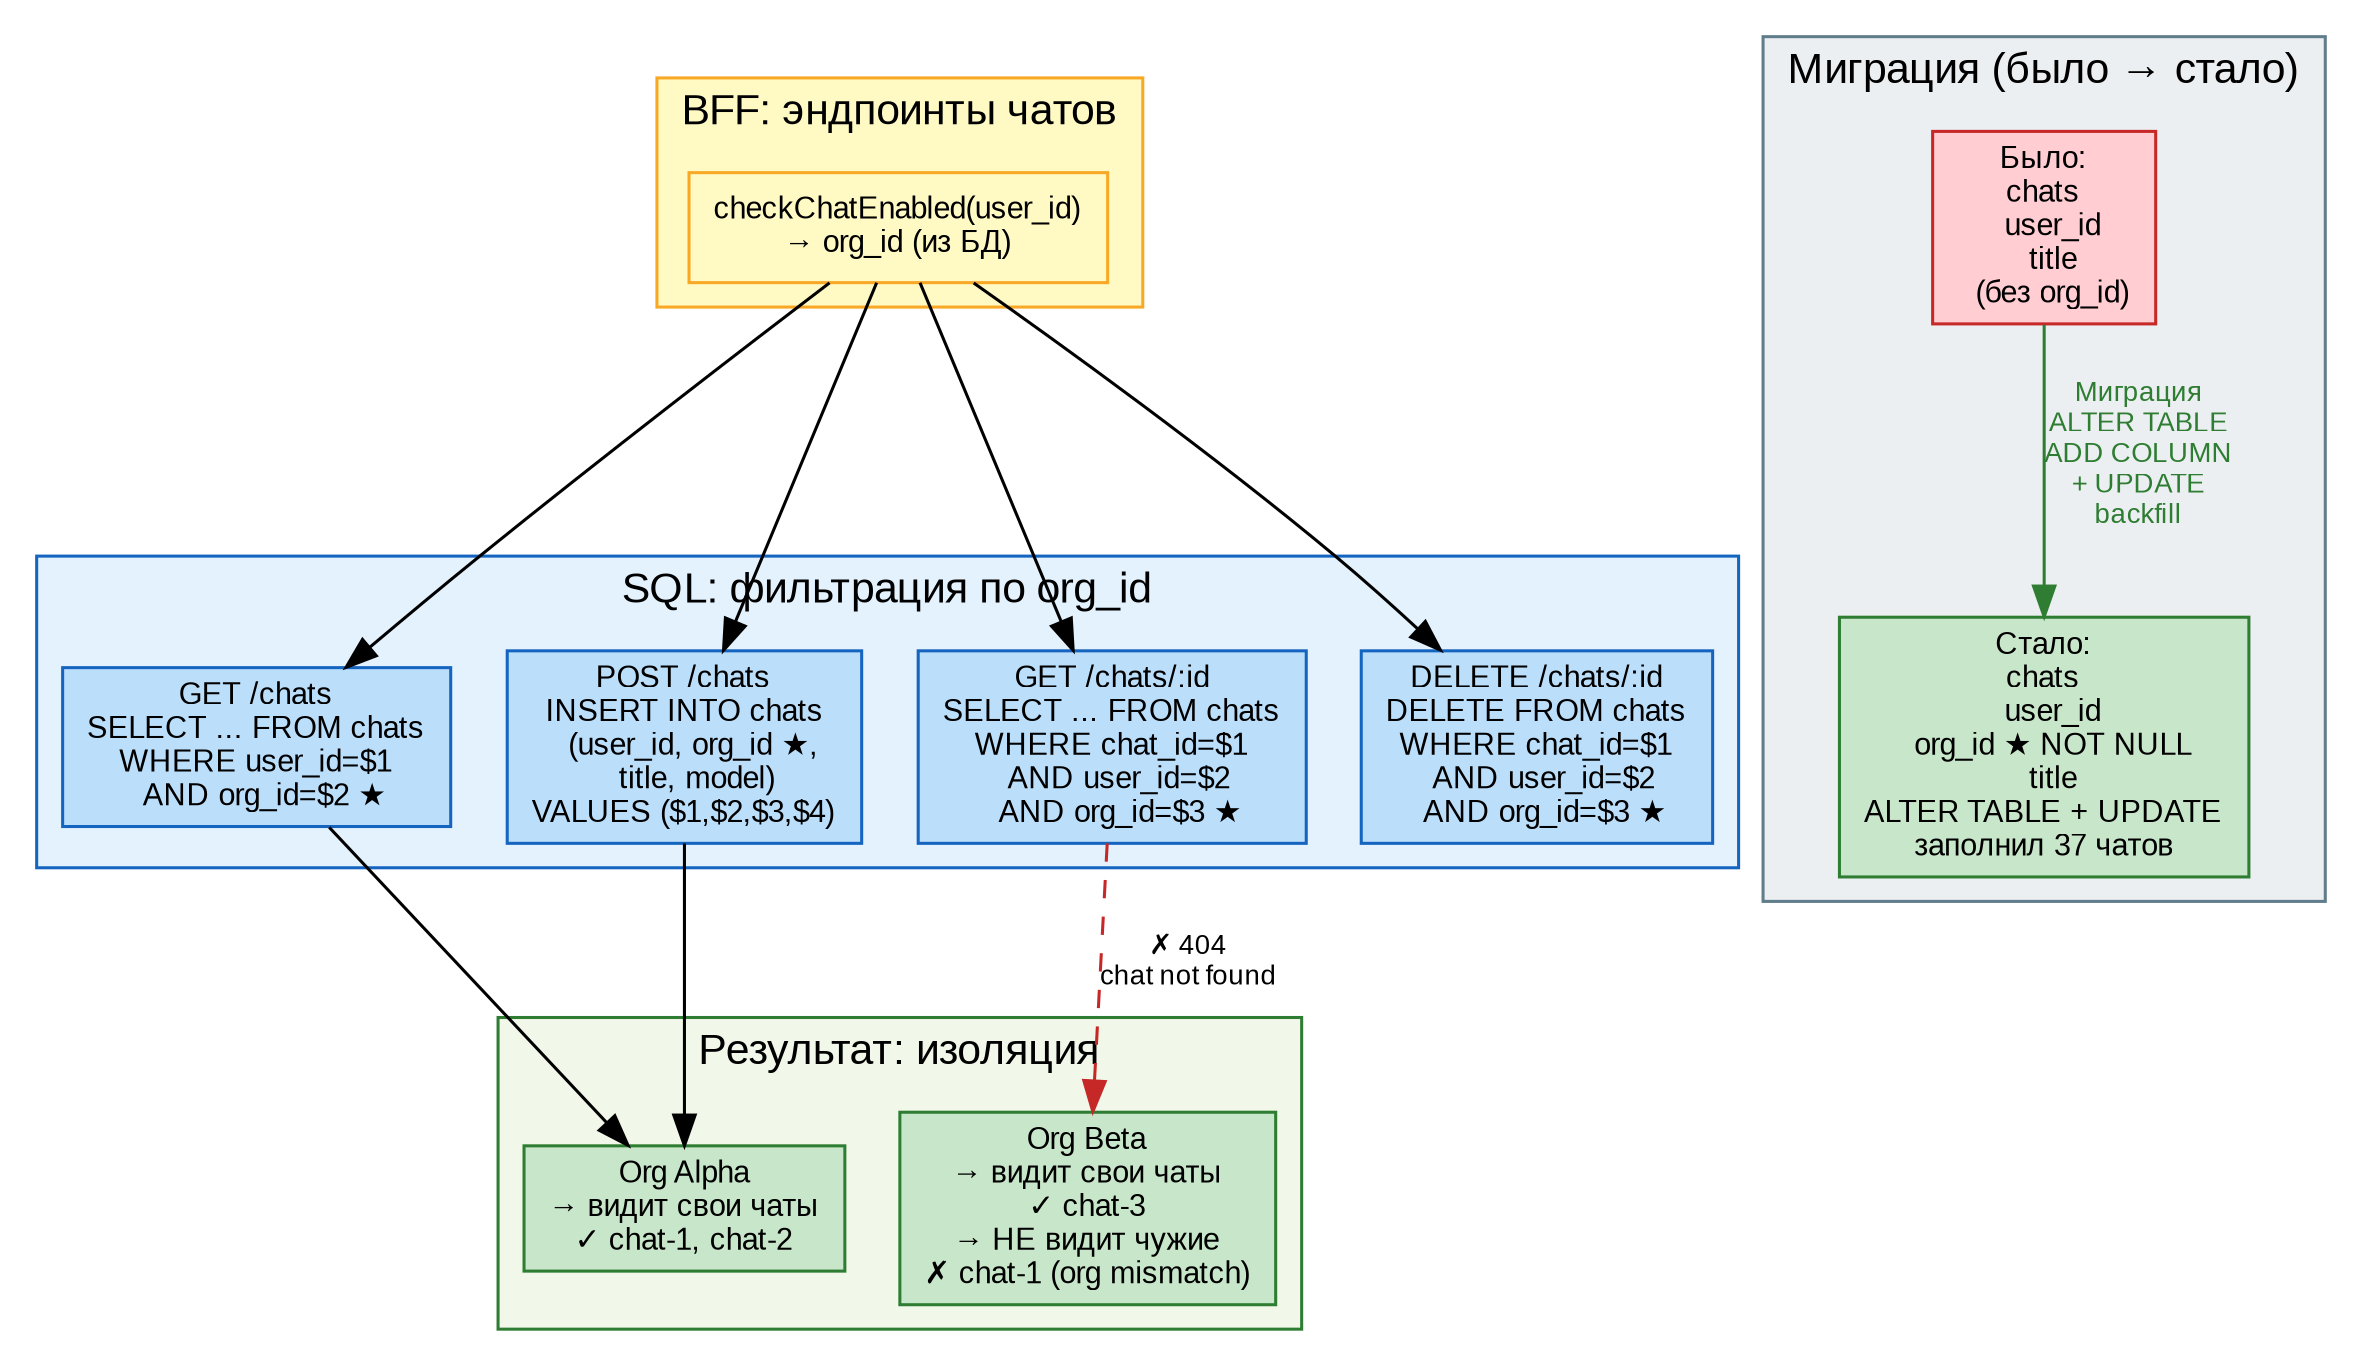 BFF: эндпоинты чатов
checkChatEnabled(user_id)
→ org_id (из БД)
SQL: фильтрация по org_id
GET /chats
SELECT ... FROM chats
WHERE user_id=$1
AND org_id=$2 ★
POST /chats
INSERT INTO chats
(user_id, org_id ★,
title, model)
VALUES ($1,$2,$3,$4)
GET /chats/:id
SELECT ... FROM chats
WHERE chat_id=$1
AND user_id=$2
AND org_id=$3 ★
DELETE /chats/:id
DELETE FROM chats
WHERE chat_id=$1
AND user_id=$2
AND org_id=$3 ★
✗ 404
chat not found
Результат: изоляция
Org Alpha
→ видит свои чаты
✓ chat-1, chat-2
Org Beta
→ видит свои чаты
✓ chat-3
→ НЕ видит чужие
✗ chat-1 (org mismatch)
Миграция (было → стало)
Было:
chats
user_id
title
(без org_id)
Миграция
ALTER TABLE
ADD COLUMN
+ UPDATE
backfill
Стало:
chats
user_id
org_id ★ NOT NULL
title
ALTER TABLE + UPDATE
заполнил 37 чатов